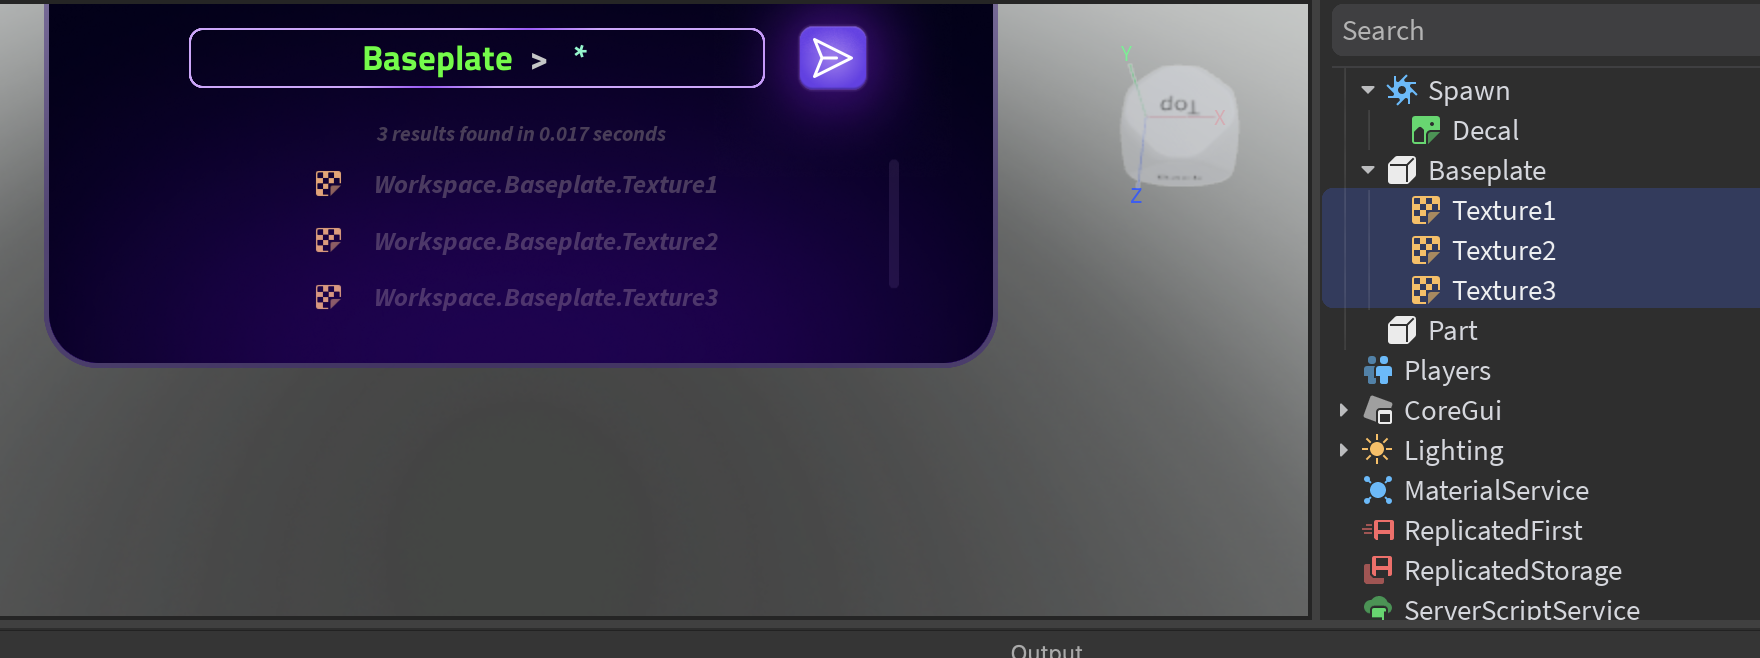 Baseplate > *
3 results found in 0.017 seconds
Workspace.Baseplate.Texture1
Workspace.Baseplate.Texture2
Workspace.Baseplate.Texture3
Y
Top
X
Back
Z
Search
Spawn
Decal
Baseplate
Texture1
Texture2
Texture3
Part
Players
CoreGui
Lighting
MaterialService
ReplicatedFirst
ReplicatedStorage
ServerScriptService
Output